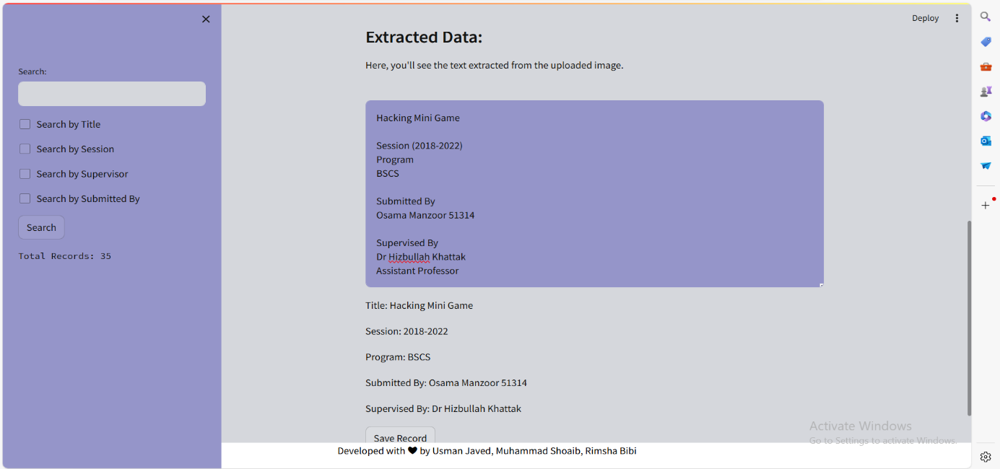 Search:
Search by Title
Search by Session
Search by Supervisor
Search by Submitted By
Search
Total Records: 35
Deploy
Extracted Data:
Here, you'll see the text extracted from the uploaded image.
Hacking Mini Game
Session (2018-2022)
Program
BSCS
Submitted By
Osama Manzoor 51314
Supervised By
Dr Hizbullah Khattak
Assistant Professor
Title: Hacking Mini Game
Session: 2018-2022
Program: BSCS
Submitted By: Osama Manzoor 51314
Supervised By: Dr Hizbullah Khattak
Save Record
Activate Windows
Go to Settings to activate Windows.
Developed with ❤ by Usman Javed, Muhammad Shoaib, Rimsha Bibi